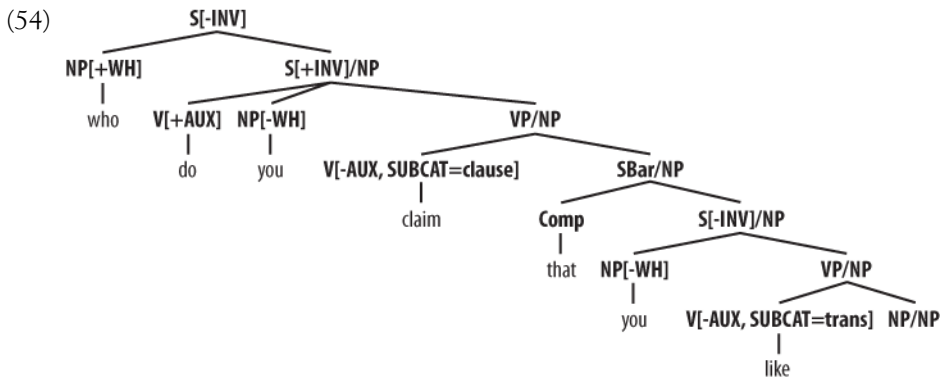 (54)
S[-INV]
NP[+WH] S[+INV]/NP
who V[+AUX] NP[-WH] VP/NP
do you V[-AUX, SUBCAT=clause] SBar/NP
claim Comp S[-INV]/NP
that NP[-WH] VP/NP
you V[-AUX, SUBCAT=trans] NP/NP
like